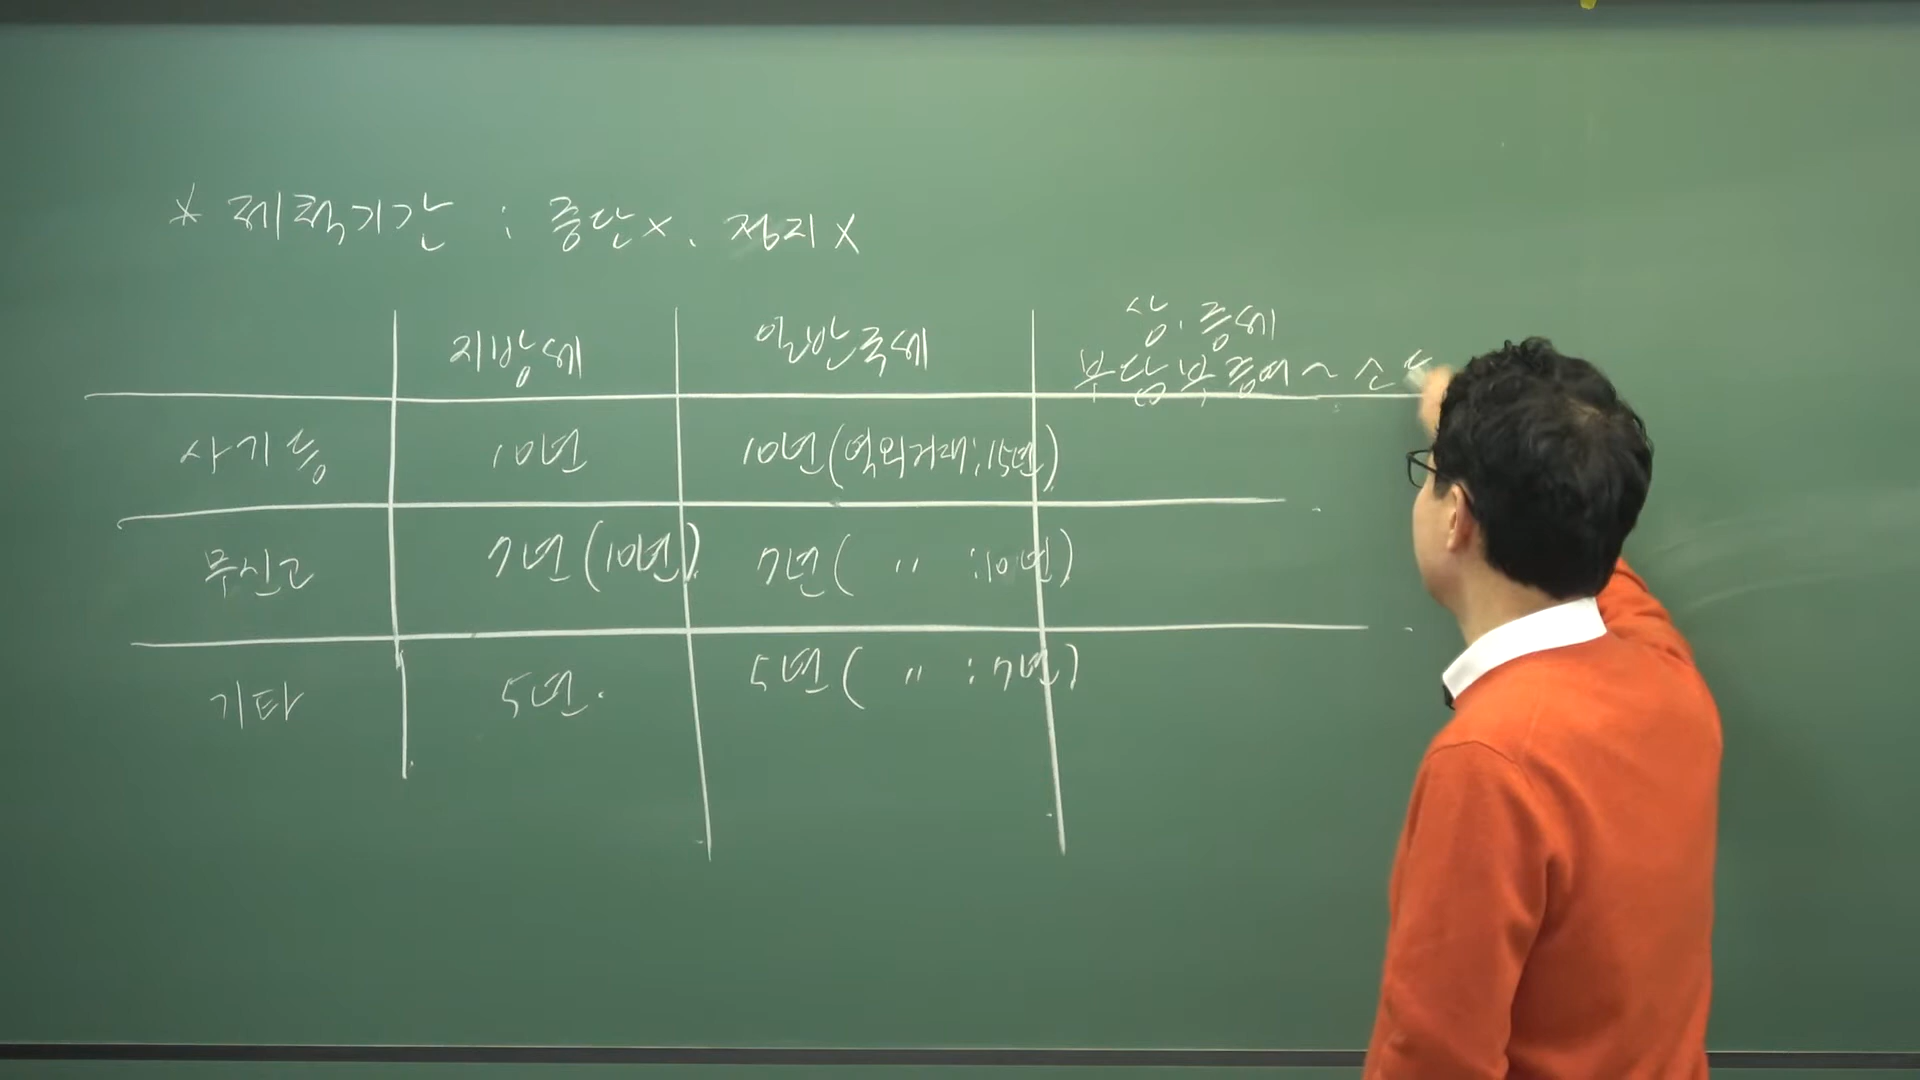 * 제척기간 : 중단x. 정지x
지방세 일반국세 상.증세
부담부증여~소득
사기등 10년 10년(역외거래:15년)
무신고 7년(10년) 7년( 〃 :10년)
기타 5년. 5년( 〃 :7년)